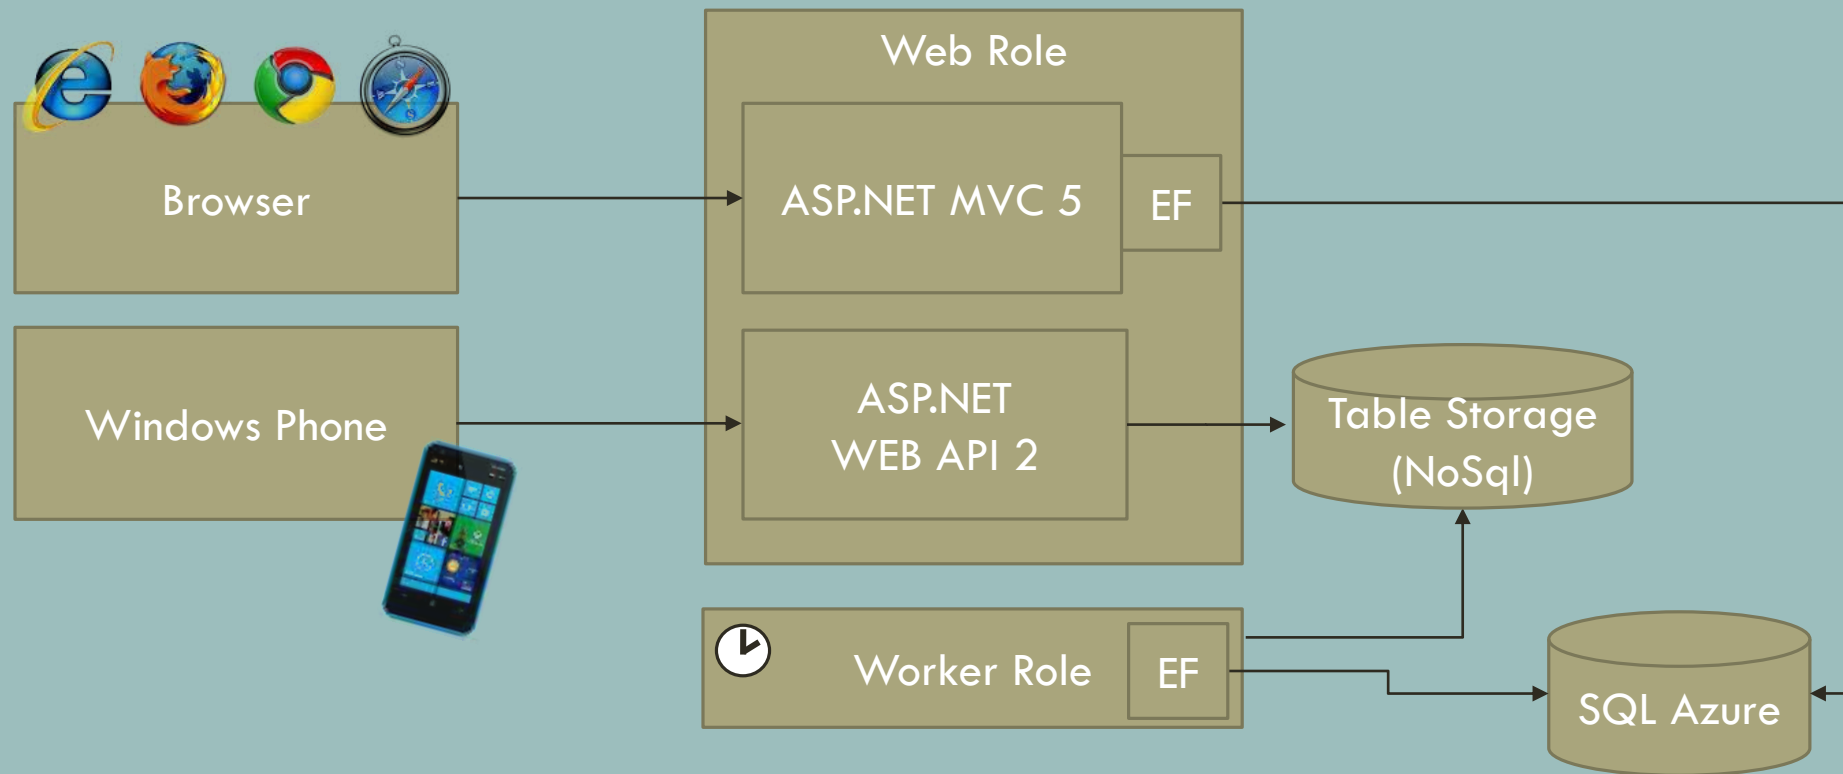 Web Role
Browser
ASP.NET MVC 5
EF
Windows Phone
ASP.NET
WEB API 2
Table Storage
(NoSql)
Worker Role
EF
SQL Azure